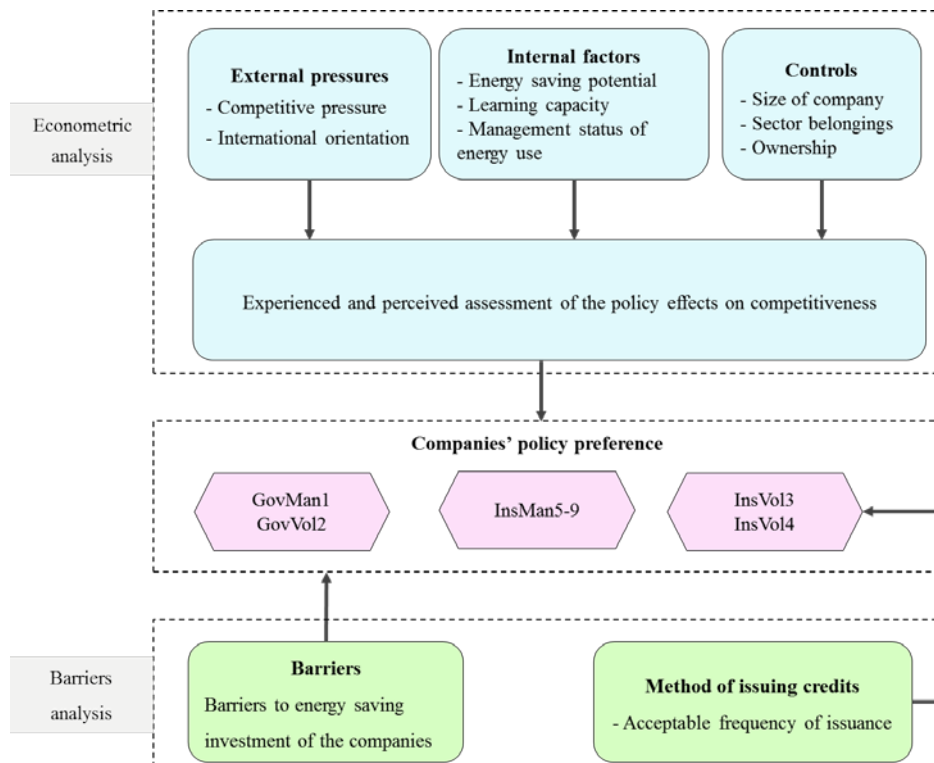 Econometric
analysis
External pressures
- Competitive pressure
- International orientation
Internal factors
- Energy saving potential
- Learning capacity
- Management status of
energy use
Controls
- Size of company
- Sector belongings
- Ownership
Experienced and perceived assessment of the policy effects on competitiveness
Companies’ policy preference
GovMan1
GovVol2
InsMan5-9
InsVol3
InsVol4
Barriers
analysis
Barriers
Barriers to energy saving
investment of the companies
Method of issuing credits
- Acceptable frequency of issuance